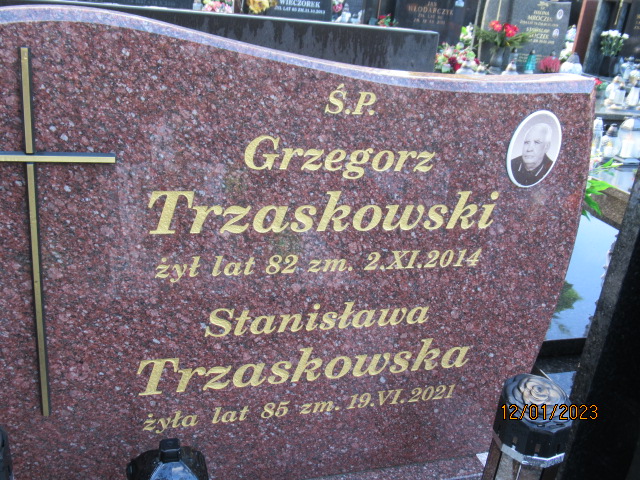 WIECZOREK
Ś.P.
Grzegorz
Trzaskowski
żył lat 82 zm. 2.XI.2014
Stanisława
Trzaskowska
żyła lat 85 zm. 19.VI.2021
12/01/2023